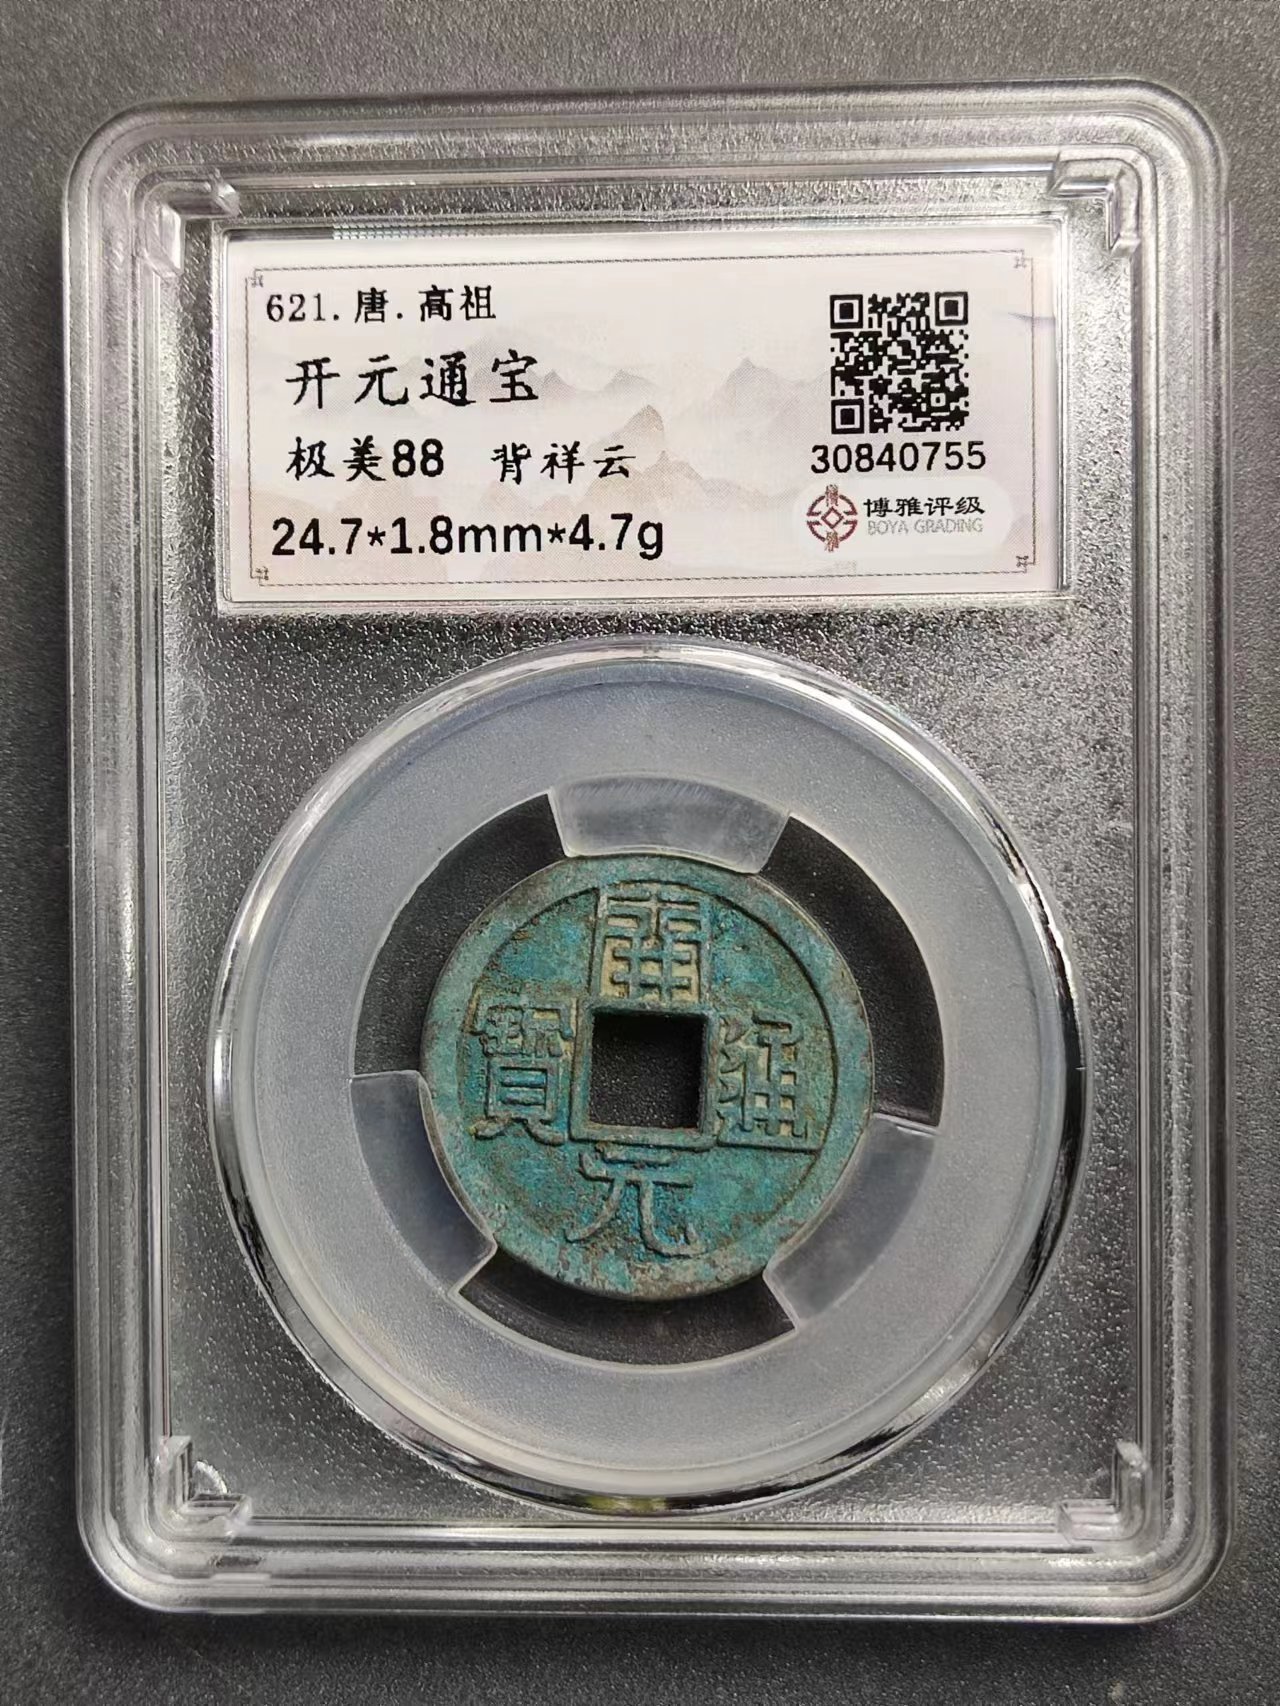 621.唐.高祖
开元通宝
极美88 背祥云
24.7*1.8mm*4.7g
30840755
博雅评级
BOYA GRADING
開
寶 通
元